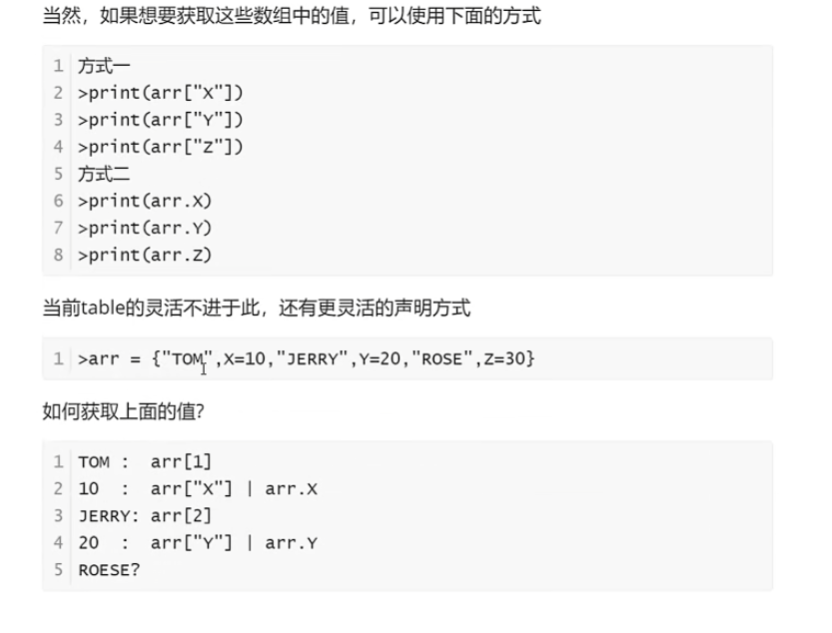 当然，如果想要获取这些数组中的值，可以使用下面的方式
1 方式一
2 >print(arr["X"])
3 >print(arr["Y"])
4 >print(arr["Z"])
5 方式二
6 >print(arr.X)
7 >print(arr.Y)
8 >print(arr.Z)
当前table的灵活不进于此，还有更灵活的声明方式
1 >arr = {"TOM",X=10,"JERRY",Y=20,"ROSE",Z=30}
如何获取上面的值?
1 TOM :  arr[1]
2 10  :  arr["X"] | arr.X
3 JERRY: arr[2]
4 20  :  arr["Y"] | arr.Y
5 ROESE?